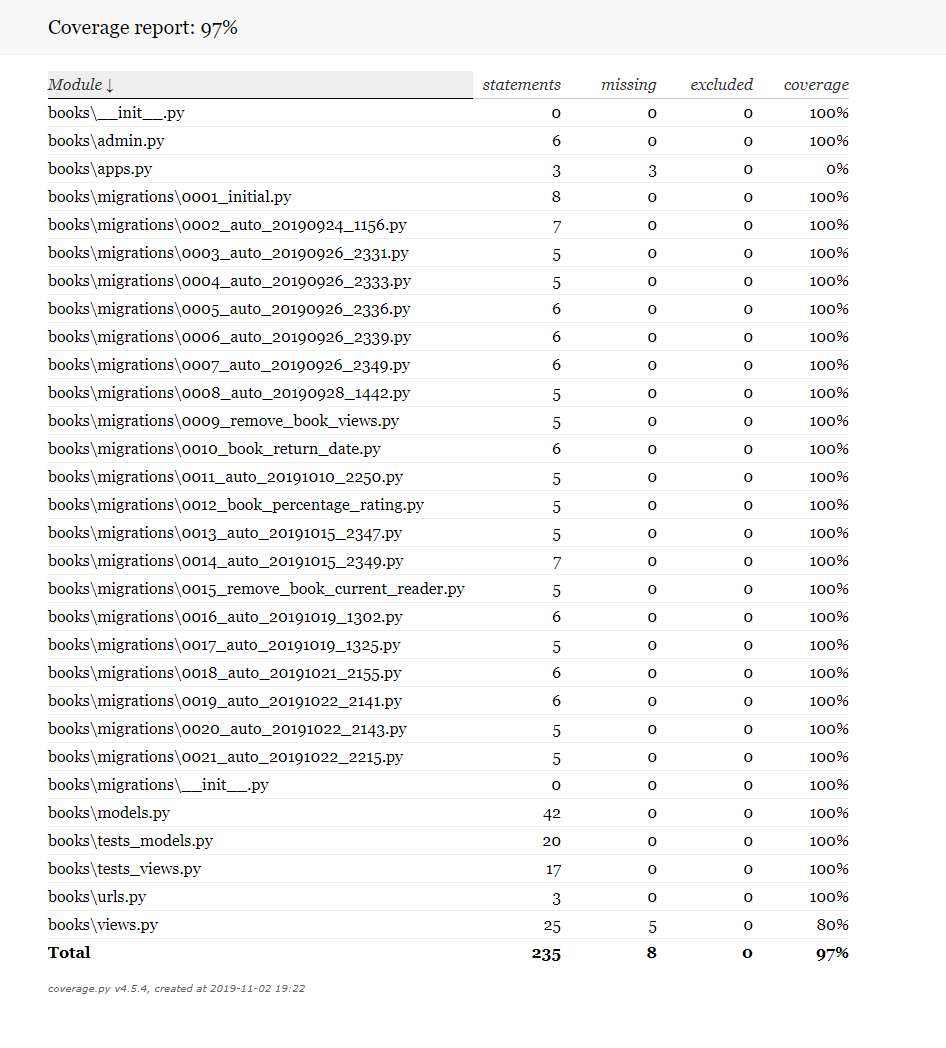 Coverage report: 97%
Module ↓ statements missing excluded coverage
books\__init__.py 0 0 0 100%
books\admin.py 6 0 0 100%
books\apps.py 3 3 0 0%
books\migrations\0001_initial.py 8 0 0 100%
books\migrations\0002_auto_20190924_1156.py 7 0 0 100%
books\migrations\0003_auto_20190926_2331.py 5 0 0 100%
books\migrations\0004_auto_20190926_2333.py 5 0 0 100%
books\migrations\0005_auto_20190926_2336.py 6 0 0 100%
books\migrations\0006_auto_20190926_2339.py 6 0 0 100%
books\migrations\0007_auto_20190926_2349.py 6 0 0 100%
books\migrations\0008_auto_20190928_1442.py 5 0 0 100%
books\migrations\0009_remove_book_views.py 5 0 0 100%
books\migrations\0010_book_return_date.py 6 0 0 100%
books\migrations\0011_auto_20191010_2250.py 5 0 0 100%
books\migrations\0012_book_percentage_rating.py 5 0 0 100%
books\migrations\0013_auto_20191015_2347.py 5 0 0 100%
books\migrations\0014_auto_20191015_2349.py 7 0 0 100%
books\migrations\0015_remove_book_current_reader.py 5 0 0 100%
books\migrations\0016_auto_20191019_1302.py 6 0 0 100%
books\migrations\0017_auto_20191019_1325.py 5 0 0 100%
books\migrations\0018_auto_20191021_2155.py 6 0 0 100%
books\migrations\0019_auto_20191022_2141.py 6 0 0 100%
books\migrations\0020_auto_20191022_2143.py 5 0 0 100%
books\migrations\0021_auto_20191022_2215.py 5 0 0 100%
books\migrations\__init__.py 0 0 0 100%
books\models.py 42 0 0 100%
books\tests_models.py 20 0 0 100%
books\tests_views.py 17 0 0 100%
books\urls.py 3 0 0 100%
books\views.py 25 5 0 80%
Total 235 8 0 97%
coverage.py v4.5.4, created at 2019-11-02 19:22